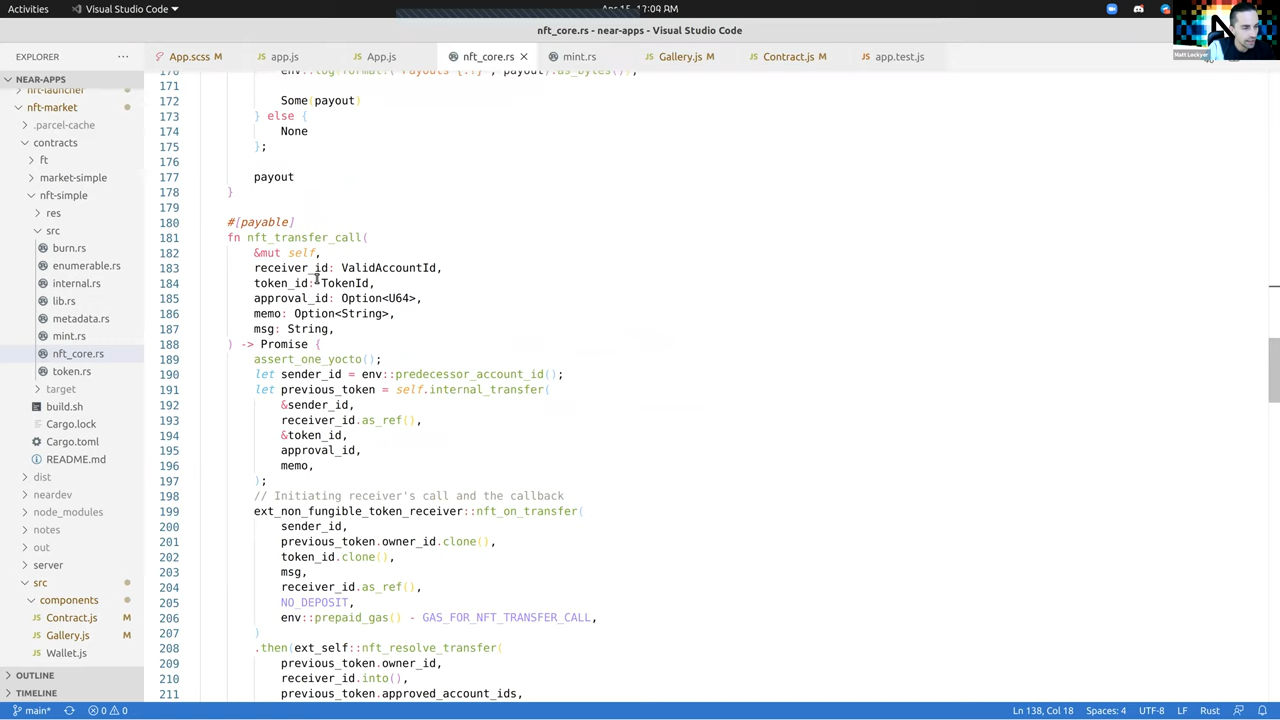 Activities
Visual Studio Code
Apr 15, 17:09 PM
nft_core.rs - near-apps - Visual Studio Code
Matt Lockyer
EXPLORER
App.scss M
app.js
App.js
nft_core.rs
mint.rs
Gallery.js M
Contract.js M
app.test.js
NEAR-APPS
nft-launcher
nft-market
.parcel-cache
contracts
ft
market-simple
nft-simple
res
src
burn.rs
enumerable.rs
internal.rs
lib.rs
metadata.rs
mint.rs
nft_core.rs
token.rs
target
build.sh
Cargo.lock
Cargo.toml
README.md
dist
neardev
node_modules
notes
out
server
src
components
Contract.js M
Gallery.js M
Wallet.js
OUTLINE
TIMELINE
170
171
172 Some(payout)
173 } else {
174 None
175 };
176
177 payout
178 }
179
180 #[payable]
181 fn nft_transfer_call(
182 &mut self,
183 receiver_id: ValidAccountId,
184 token_id: TokenId,
185 approval_id: Option<U64>,
186 memo: Option<String>,
187 msg: String,
188 ) -> Promise {
189 assert_one_yocto();
190 let sender_id = env::predecessor_account_id();
191 let previous_token = self.internal_transfer(
192 &sender_id,
193 receiver_id.as_ref(),
194 &token_id,
195 approval_id,
196 memo,
197 );
198 // Initiating receiver's call and the callback
199 ext_non_fungible_token_receiver::nft_on_transfer(
200 sender_id,
201 previous_token.owner_id.clone(),
202 token_id.clone(),
203 msg,
204 receiver_id.as_ref(),
205 NO_DEPOSIT,
206 env::prepaid_gas() - GAS_FOR_NFT_TRANSFER_CALL,
207 )
208 .then(ext_self::nft_resolve_transfer(
209 previous_token.owner_id,
210 receiver_id.into(),
211 previous_token.approved_account_ids,
main*
0 0
Ln 138, Col 18
Spaces: 4
UTF-8
LF
Rust